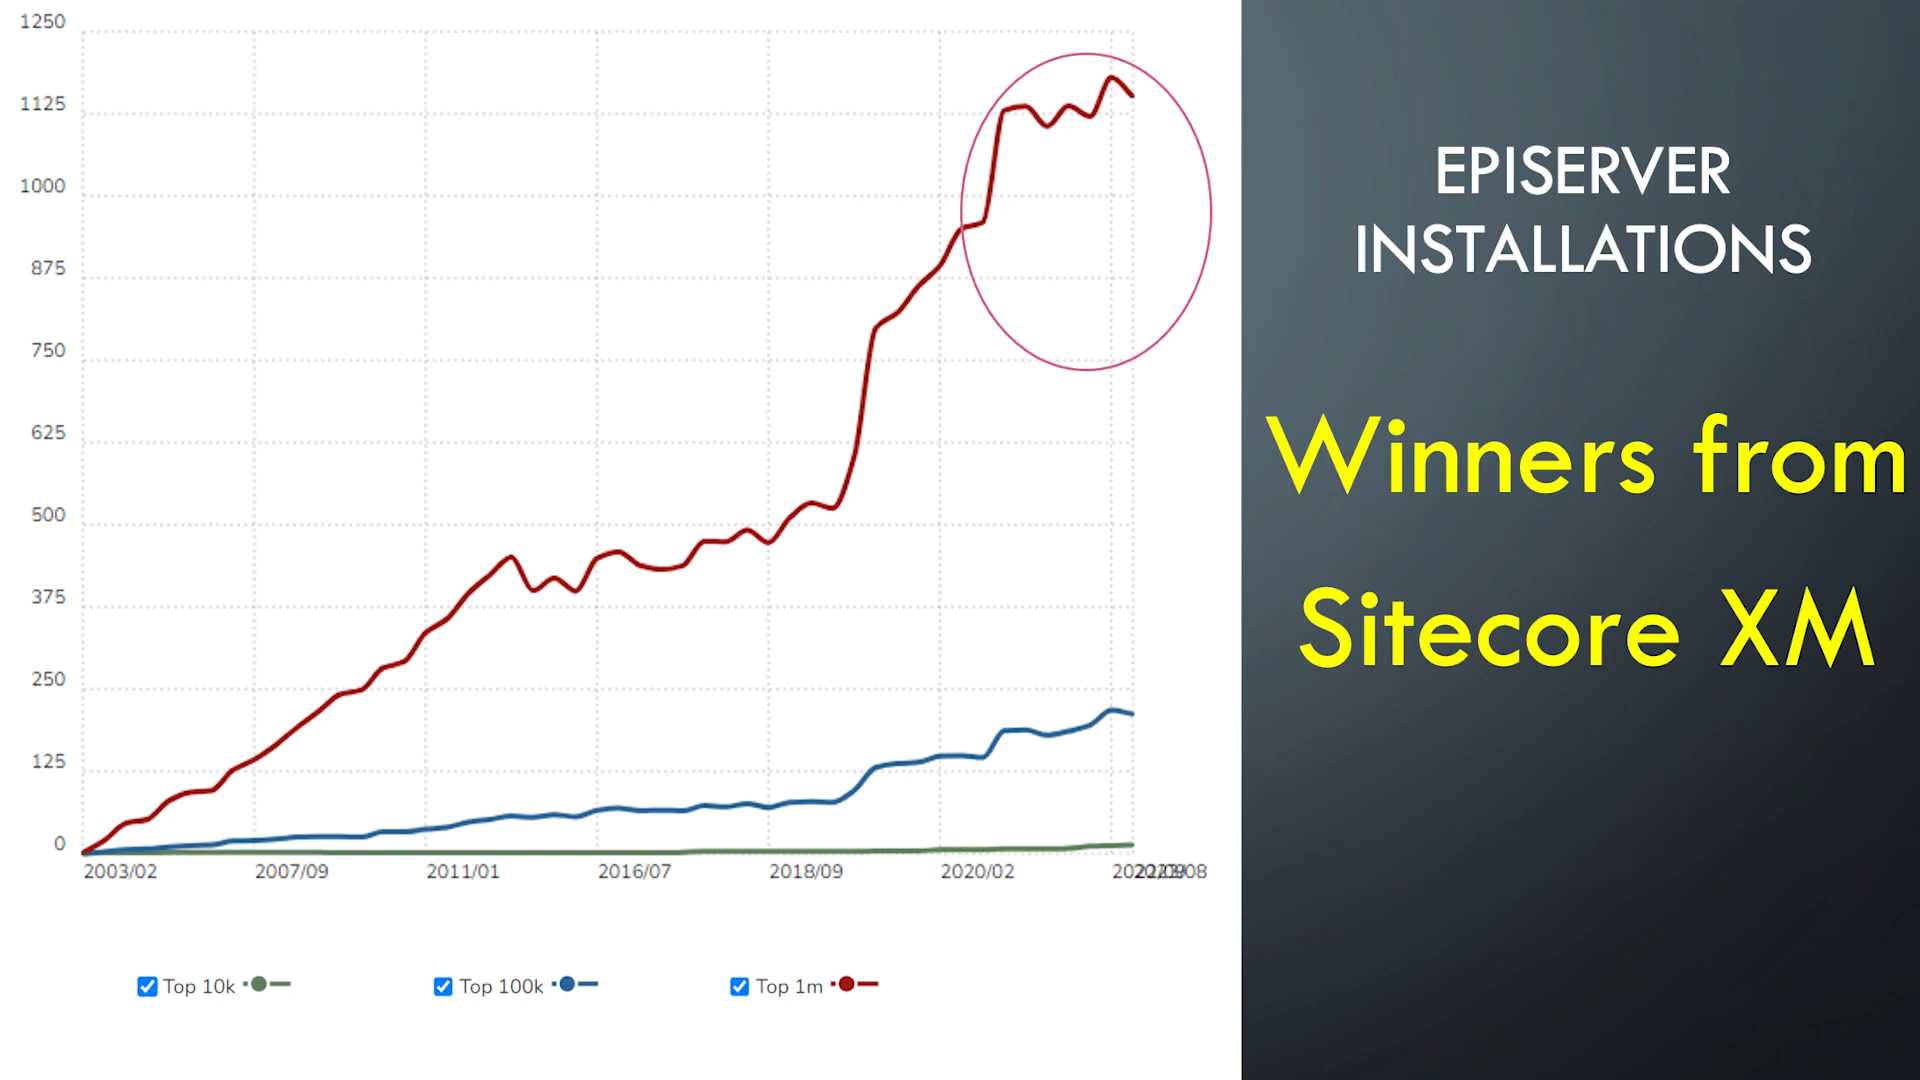 1250
1125
1000
875
750
625
500
375
250
125
0
2003/02 2007/09 2011/01 2016/07 2018/09 2020/02
Top 10k Top 100k Top 1m
EPISERVER
INSTALLATIONS
Winners from
Sitecore XM